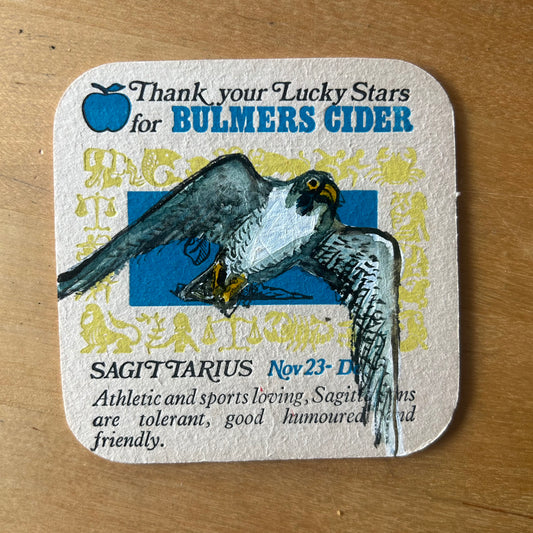 Thank your Lucky Stars
for BULMERS CIDER
SAGITTARIUS Nov 23-
Athletic and sports loving,
are tolerant, good humoured
friendly.